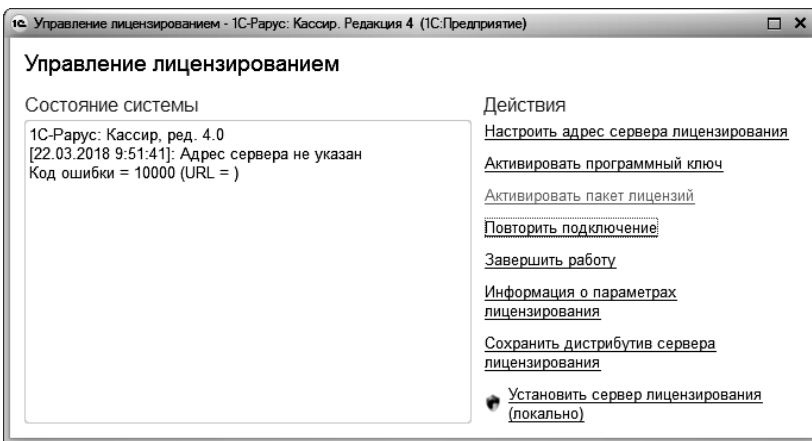 1С Управление лицензированием - 1С-Рарус: Кассир. Редакция 4 (1С:Предприятие)
Управление лицензированием
Состояние системы
1С-Рарус: Кассир, ред. 4.0
[22.03.2018 9:51:41]: Адрес сервера не указан
Код ошибки = 10000 (URL = )
Действия
Настроить адрес сервера лицензирования
Активировать программный ключ
Активировать пакет лицензий
Повторить подключение
Завершить работу
Информация о параметрах
лицензирования
Сохранить дистрибутив сервера
лицензирования
Установить сервер лицензирования
(локально)